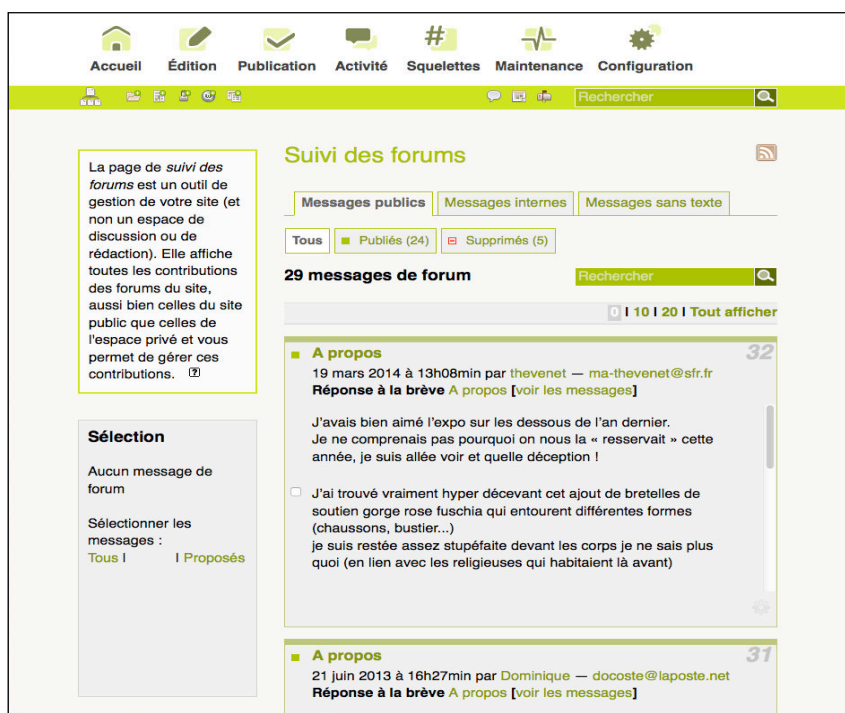 Accueil Édition Publication Activité Squelettes Maintenance Configuration
Rechercher
La page de suivi des
forums est un outil de
gestion de votre site (et
non un espace de
discussion ou de
rédaction). Elle affiche
toutes les contributions
des forums du site,
aussi bien celles du site
public que celles de
l'espace privé et vous
permet de gérer ces
contributions. ?
Sélection
Aucun message de
forum
Sélectionner les
messages :
Tous I I Proposés
Suivi des forums
Messages publics Messages internes Messages sans texte
Tous Publiés (24) Supprimés (5)
29 messages de forum Rechercher
0 I 10 I 20 I Tout afficher
A propos 32
19 mars 2014 à 13h08min par thevenet — ma-thevenet@sfr.fr
Réponse à la brève A propos [voir les messages]
J'avais bien aimé l'expo sur les dessous de l'an dernier.
Je ne comprenais pas pourquoi on nous la « resservait » cette
année, je suis allée voir et quelle déception !
J'ai trouvé vraiment hyper décevant cet ajout de bretelles de
soutien gorge rose fuschia qui entourent différentes formes
(chaussons, bustier...)
je suis restée assez stupéfaite devant les corps je ne sais plus
quoi (en lien avec les religieuses qui habitaient là avant)
A propos 31
21 juin 2013 à 16h27min par Dominique — docoste@laposte.net
Réponse à la brève A propos [voir les messages]